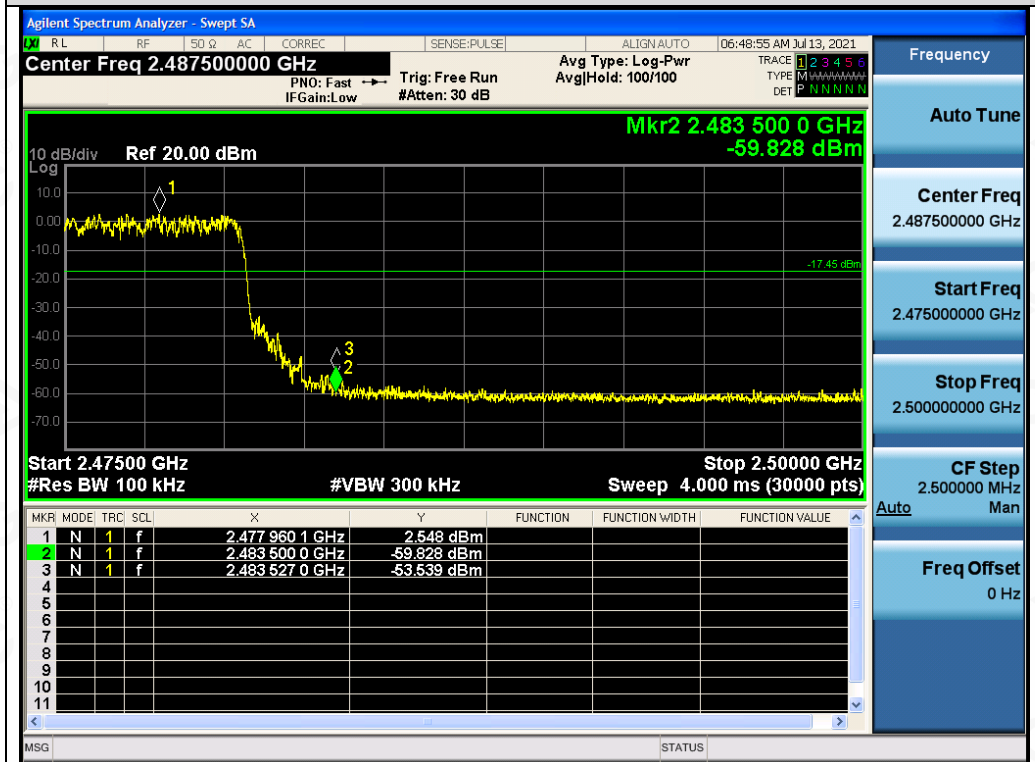 Agilent Spectrum Analyzer - Swept SA
LXI RL RF 50 Ω AC CORREC SENSE:PULSE ALIGN AUTO 06:48:55 AM Jul 13, 2021
Center Freq 2.487500000 GHz
PNO: Fast
IFGain:Low
Trig: Free Run
#Atten: 30 dB
Avg Type: Log-Pwr
Avg|Hold: 100/100
TRACE 1 2 3 4 5 6
TYPE M WWWWW
DET P N N N N N
Mkr2 2.483 500 0 GHz
-59.828 dBm
10 dB/div Ref 20.00 dBm
Log
10.0
0.00
-10.0
-20.0
-30.0
-40.0
-50.0
-60.0
-70.0
1
-17.45 dBm
3
2
Start 2.47500 GHz Stop 2.50000 GHz
#Res BW 100 kHz #VBW 300 kHz Sweep 4.000 ms (30000 pts)
MKR MODE TRC SCL X Y FUNCTION FUNCTION WIDTH FUNCTION VALUE
1 N 1 f 2.477 960 1 GHz 2.548 dBm
2 N 1 f 2.483 500 0 GHz -59.828 dBm
3 N 1 f 2.483 527 0 GHz -53.539 dBm
4
5
6
7
8
9
10
11
MSG STATUS
Frequency
Auto Tune
Center Freq
2.487500000 GHz
Start Freq
2.475000000 GHz
Stop Freq
2.500000000 GHz
CF Step
2.500000 MHz
Auto Man
Freq Offset
0 Hz